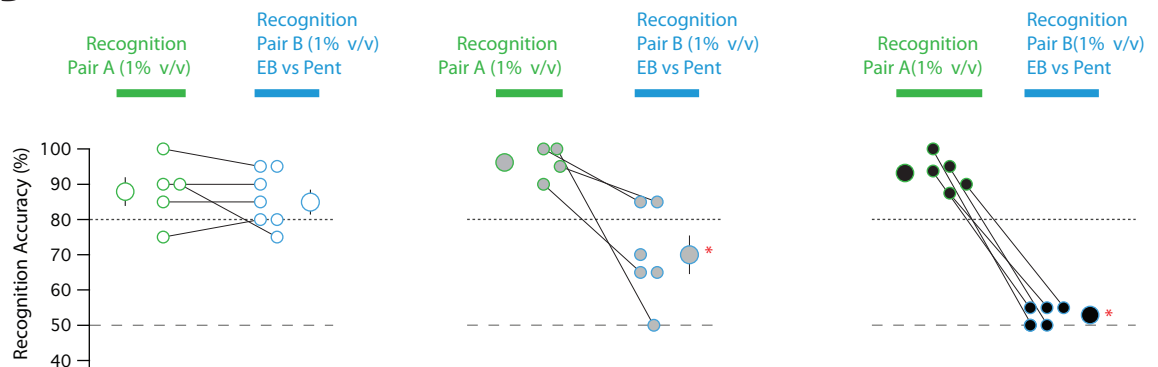 Recognition
Pair A (1% v/v)
Recognition
Pair B (1% v/v)
EB vs Pent
Recognition
Pair A (1% v/v)
Recognition
Pair B (1% v/v)
EB vs Pent
Recognition
Pair A(1% v/v)
Recognition
Pair B(1% v/v)
EB vs Pent
Recognition Accuracy (%)
100
90
80
70
60
50
40
*
*